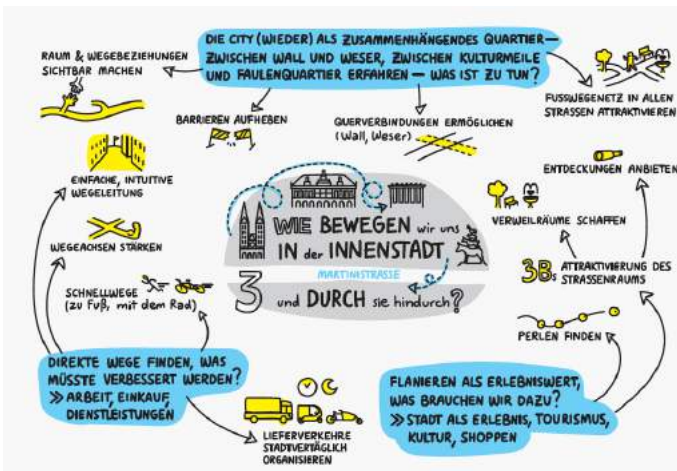 DIE CITY (WIEDER) ALS ZUSAMMENHÄNGENDES QUARTIER –
ZWISCHEN WALL UND WESER, ZWISCHEN KULTURMEILE
UND FAULENQUARTIER ERFAHREN – WAS IST ZU TUN?
RAUM & WEGEBEZIEHUNGEN
SICHTBAR MACHEN
BARRIEREN AUFHEBEN
QUERVERBINDUNGEN ERMÖGLICHEN
(Wall, Weser)
FUSSWEGENETZ IN ALLEN
STRASSEN ATTRAKTIVIEREN
EINFACHE, INTUITIVE
WEGELEITUNG
WEGEACHSEN STÄRKEN
SCHNELLWEGE
(zu Fuß, mit dem Rad)
WIE BEWEGEN wir uns
IN der INNENSTADT
MARTINISTRASSE
3 und DURCH sie hindurch?
ENTDECKUNGEN ANBIETEN
VERWEILRÄUME SCHAFFEN
3Bs ATTRAKTIVIERUNG DES
STRASSENRAUMS
PERLEN FINDEN
DIREKTE WEGE FINDEN, WAS
MÜSSTE VERBESSERT WERDEN?
» ARBEIT, EINKAUF,
DIENSTLEISTUNGEN
LIEFERVERKEHRE
STADTVERTÄGLICH
ORGANISIEREN
FLANIEREN ALS ERLEBNISWERT,
WAS BRAUCHEN WIR DAZU?
» STADT ALS ERLEBNIS, TOURISMUS,
KULTUR, SHOPPEN